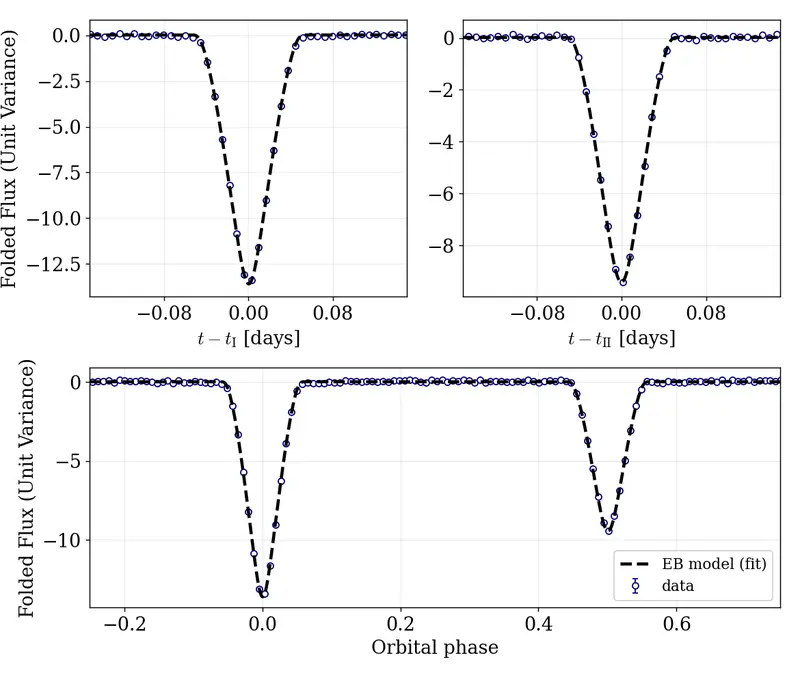 Folded Flux (Unit Variance)
0.0
−2.5
−5.0
−7.5
−10.0
−12.5
−0.08 0.00 0.08
t − tI [days]
0
−2
−4
−6
−8
−0.08 0.00 0.08
t − tII [days]
Folded Flux (Unit Variance)
0
−5
−10
EB model (fit)
data
−0.2 0.0 0.2 0.4 0.6
Orbital phase